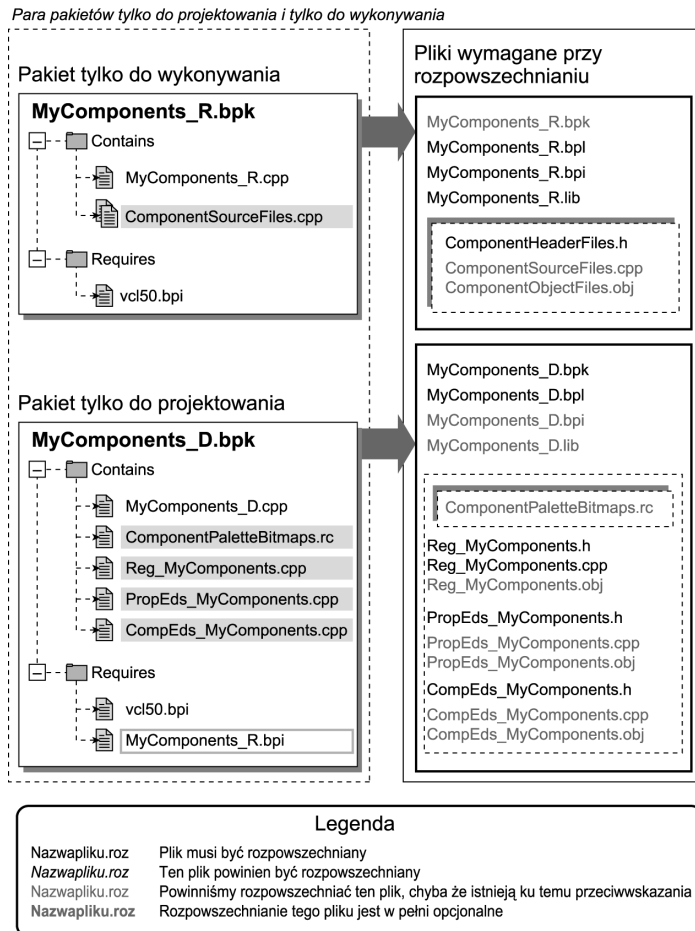 Para pakietów tylko do projektowania i tylko do wykonywania
Pakiet tylko do wykonywania
MyComponents_R.bpk
Contains
MyComponents_R.cpp
ComponentSourceFiles.cpp
Requires
vcl50.bpi
Pakiet tylko do projektowania
MyComponents_D.bpk
Contains
MyComponents_D.cpp
ComponentPaletteBitmaps.rc
Reg_MyComponents.cpp
PropEds_MyComponents.cpp
CompEds_MyComponents.cpp
Requires
vcl50.bpi
MyComponents_R.bpi
Pliki wymagane przy
rozpowszechnianiu
MyComponents_R.bpk
MyComponents_R.bpl
MyComponents_R.bpi
MyComponents_R.lib
ComponentHeaderFiles.h
ComponentSourceFiles.cpp
ComponentObjectFiles.obj
MyComponents_D.bpk
MyComponents_D.bpl
MyComponents_D.bpi
MyComponents_D.lib
ComponentPaletteBitmaps.rc
Reg_MyComponents.h
Reg_MyComponents.cpp
Reg_MyComponents.obj
PropEds_MyComponents.h
PropEds_MyComponents.cpp
PropEds_MyComponents.obj
CompEds_MyComponents.h
CompEds_MyComponents.cpp
CompEds_MyComponents.obj
Legenda
Nazwapliku.roz Plik musi być rozpowszechniany
Nazwapliku.roz Ten plik powinien być rozpowszechniany
Nazwapliku.roz Powinniśmy rozpowszechniać ten plik, chyba że istnieją ku temu przeciwwskazania
Nazwapliku.roz Rozpowszechnianie tego pliku jest w pełni opcjonalne